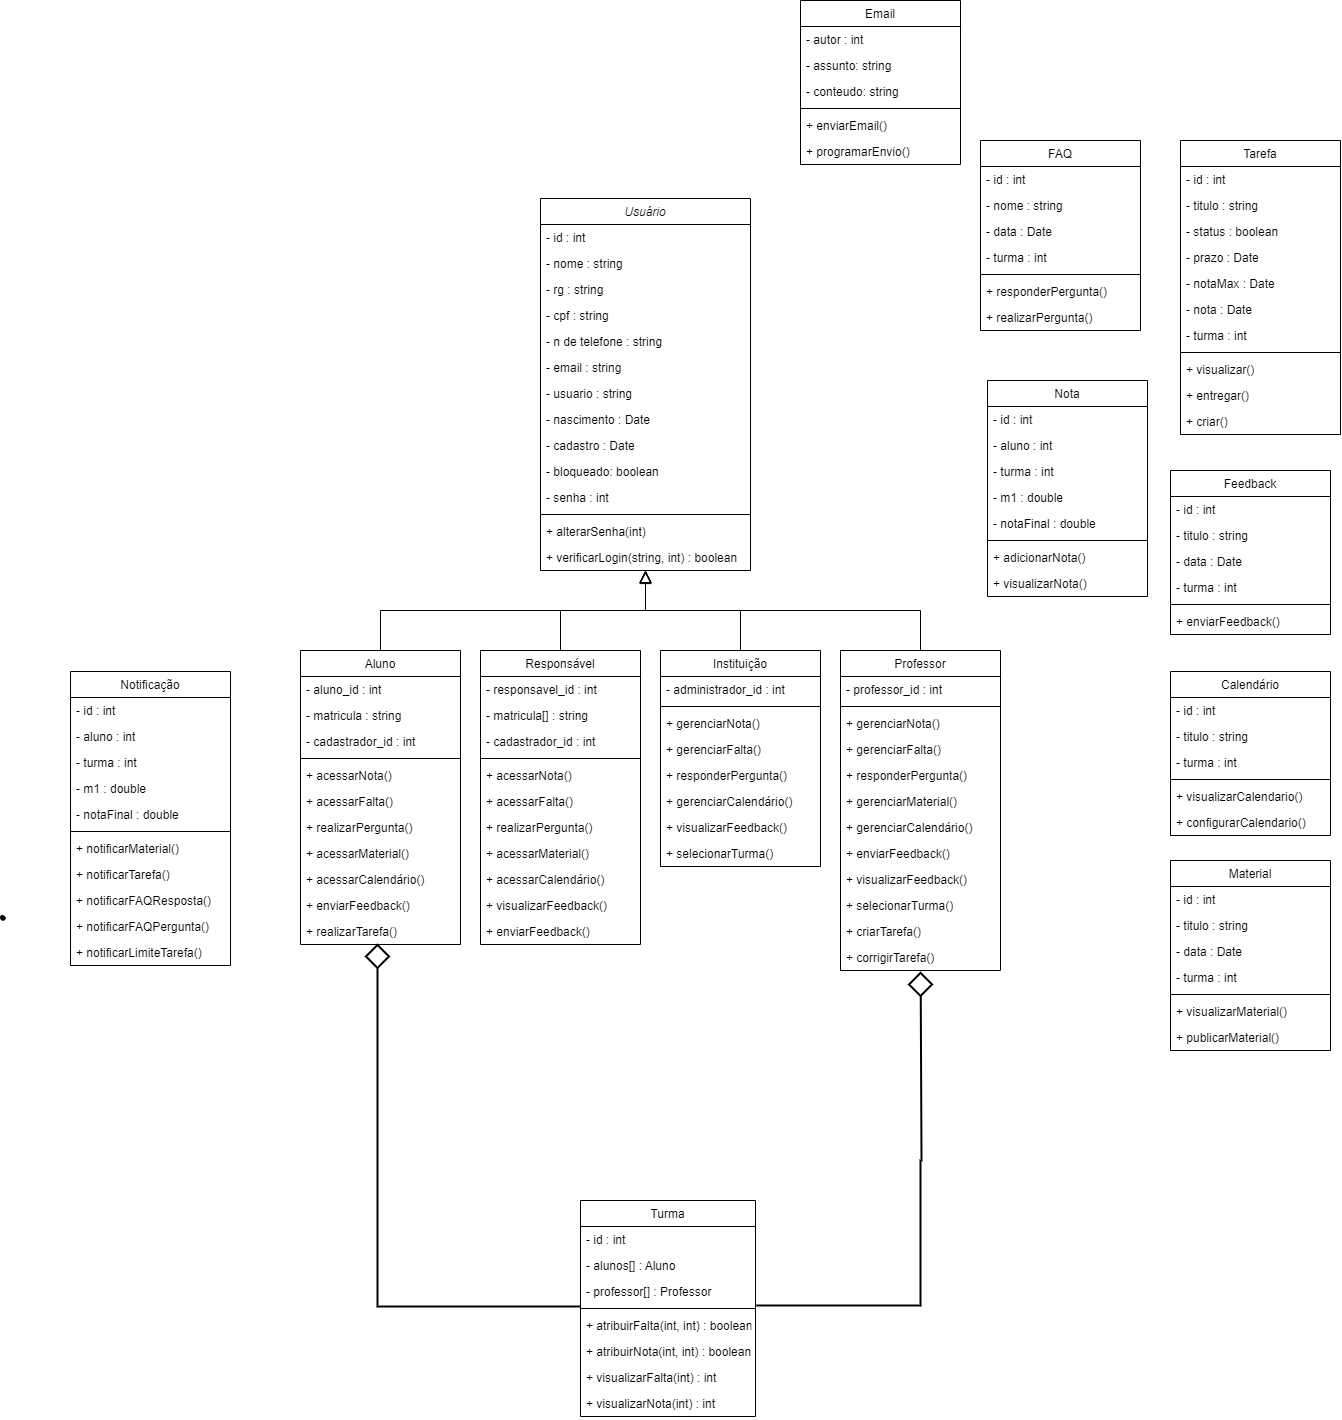 Email
- autor : int
- assunto: string
- conteudo: string
+ enviarEmail()
+ programarEnvio()
FAQ
- id : int
- nome : string
- data : Date
- turma : int
+ responderPergunta()
+ realizarPergunta()
Tarefa
- id : int
- titulo : string
- status : boolean
- prazo : Date
- notaMax : Date
- nota : Date
- turma : int
+ visualizar()
+ entregar()
+ criar()
Usuário
- id : int
- nome : string
- rg : string
- cpf : string
- n de telefone : string
- email : string
- usuario : string
- nascimento : Date
- cadastro : Date
- bloqueado: boolean
- senha : int
+ alterarSenha(int)
+ verificarLogin(string, int) : boolean
Nota
- id : int
- aluno : int
- turma : int
- m1 : double
- notaFinal : double
+ adicionarNota()
+ visualizarNota()
Feedback
- id : int
- titulo : string
- data : Date
- turma : int
+ enviarFeedback()
Notificação
- id : int
- aluno : int
- turma : int
- m1 : double
- notaFinal : double
+ notificarMaterial()
+ notificarTarefa()
+ notificarFAQResposta()
+ notificarFAQPergunta()
+ notificarLimiteTarefa()
Aluno
- aluno_id : int
- matricula : string
- cadastrador_id : int
+ acessarNota()
+ acessarFalta()
+ realizarPergunta()
+ acessarMaterial()
+ acessarCalendário()
+ enviarFeedback()
+ realizarTarefa()
Responsável
- responsavel_id : int
- matricula[] : string
- cadastrador_id : int
+ acessarNota()
+ acessarFalta()
+ realizarPergunta()
+ acessarMaterial()
+ acessarCalendário()
+ visualizarFeedback()
+ enviarFeedback()
Instituição
- administrador_id : int
+ gerenciarNota()
+ gerenciarFalta()
+ responderPergunta()
+ gerenciarCalendário()
+ visualizarFeedback()
+ selecionarTurma()
Professor
- professor_id : int
+ gerenciarNota()
+ gerenciarFalta()
+ responderPergunta()
+ gerenciarMaterial()
+ gerenciarCalendário()
+ enviarFeedback()
+ visualizarFeedback()
+ selecionarTurma()
+ criarTarefa()
+ corrigirTarefa()
Calendário
- id : int
- titulo : string
- turma : int
+ visualizarCalendario()
+ configurarCalendario()
Material
- id : int
- titulo : string
- data : Date
- turma : int
+ visualizarMaterial()
+ publicarMaterial()
Turma
- id : int
- alunos[] : Aluno
- professor[] : Professor
+ atribuirFalta(int, int) : boolean
+ atribuirNota(int, int) : boolean
+ visualizarFalta(int) : int
+ visualizarNota(int) : int